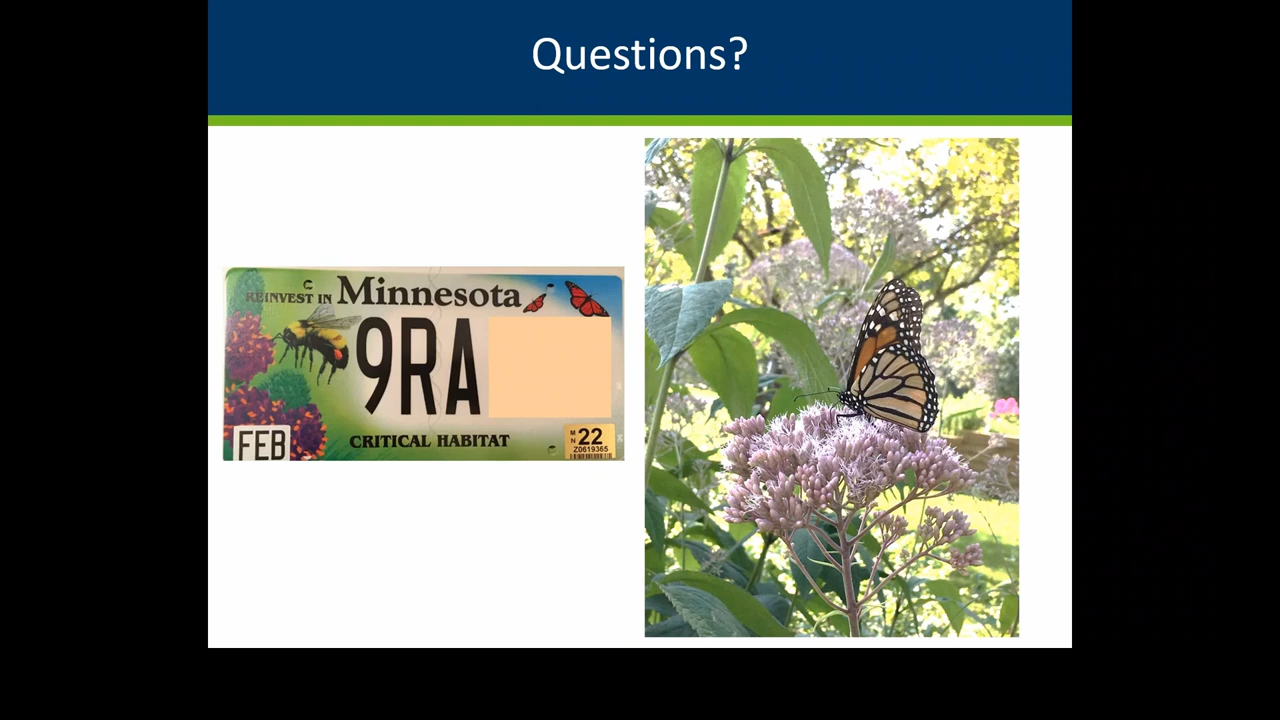 Questions?
REINVEST IN Minnesota
9RA
CRITICAL HABITAT
FEB
MN 22
Z0619365